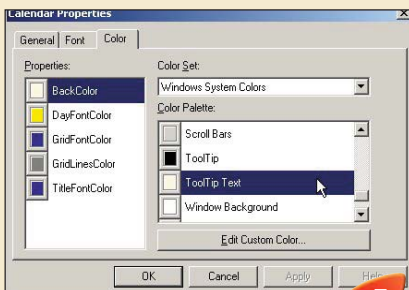 Calendar Properties
General Font Color
Properties:
BackColor
DayFontColor
GridFontColor
GridLinesColor
TitleFontColor
Color Set:
Windows System Colors
Color Palette:
Scroll Bars
ToolTip
ToolTip Text
Window Background
Edit Custom Color...
OK Cancel Apply Help